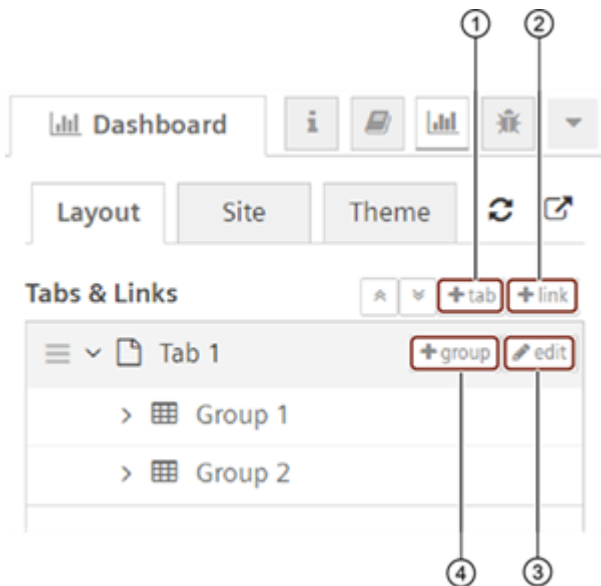 ① ②
Dashboard
Layout Site Theme
Tabs & Links +tab +link
Tab 1 +group edit
Group 1
Group 2
④ ③